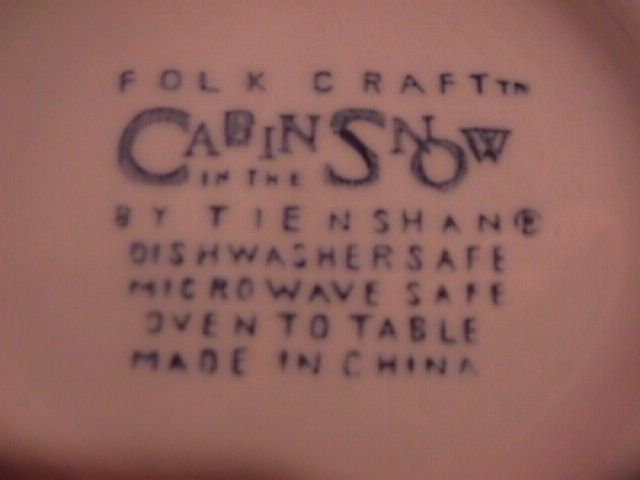 FOLK CRAFT™
CABIN IN THE SNOW
BY TIENSHAN®
DISHWASHER SAFE
MICROWAVE SAFE
OVEN TO TABLE
MADE IN CHINA